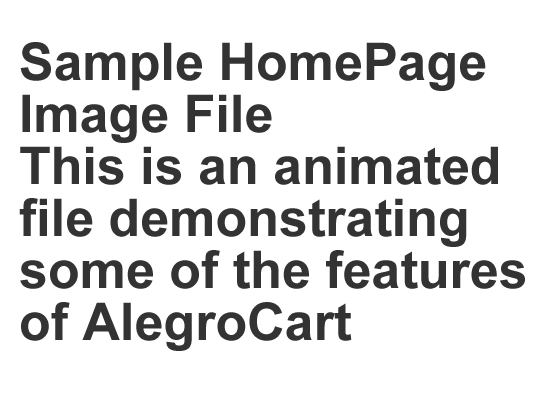 Sample HomePage
Image File
This is an animated
file demonstrating
some of the features
of AlegroCart